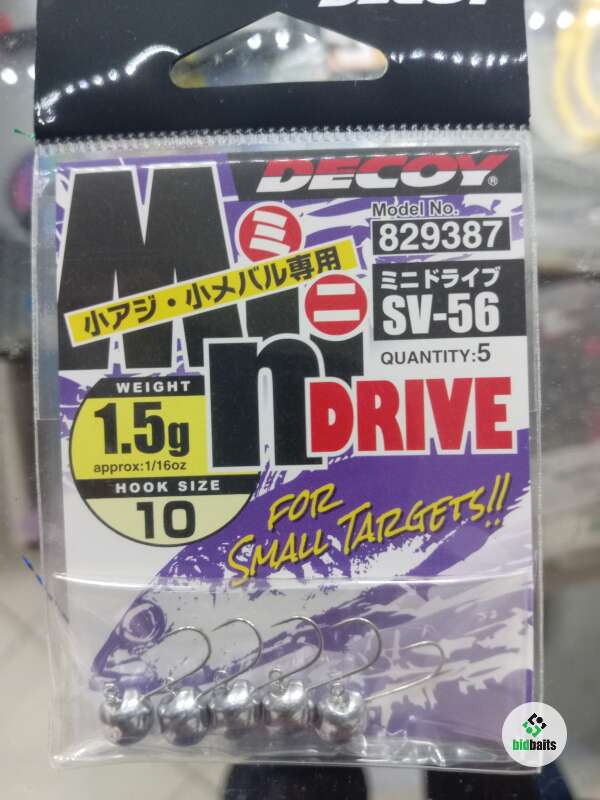 DECOY
DECOY®
Model No.
829387
ミニドライブ
SV-56
QUANTITY:5
Mini
ミニ
小アジ・小メバル専用
DRIVE
WEIGHT
1.5g
approx:1/16oz
HOOK SIZE
10
FOR
SMALL TARGETS!!
bidbaits